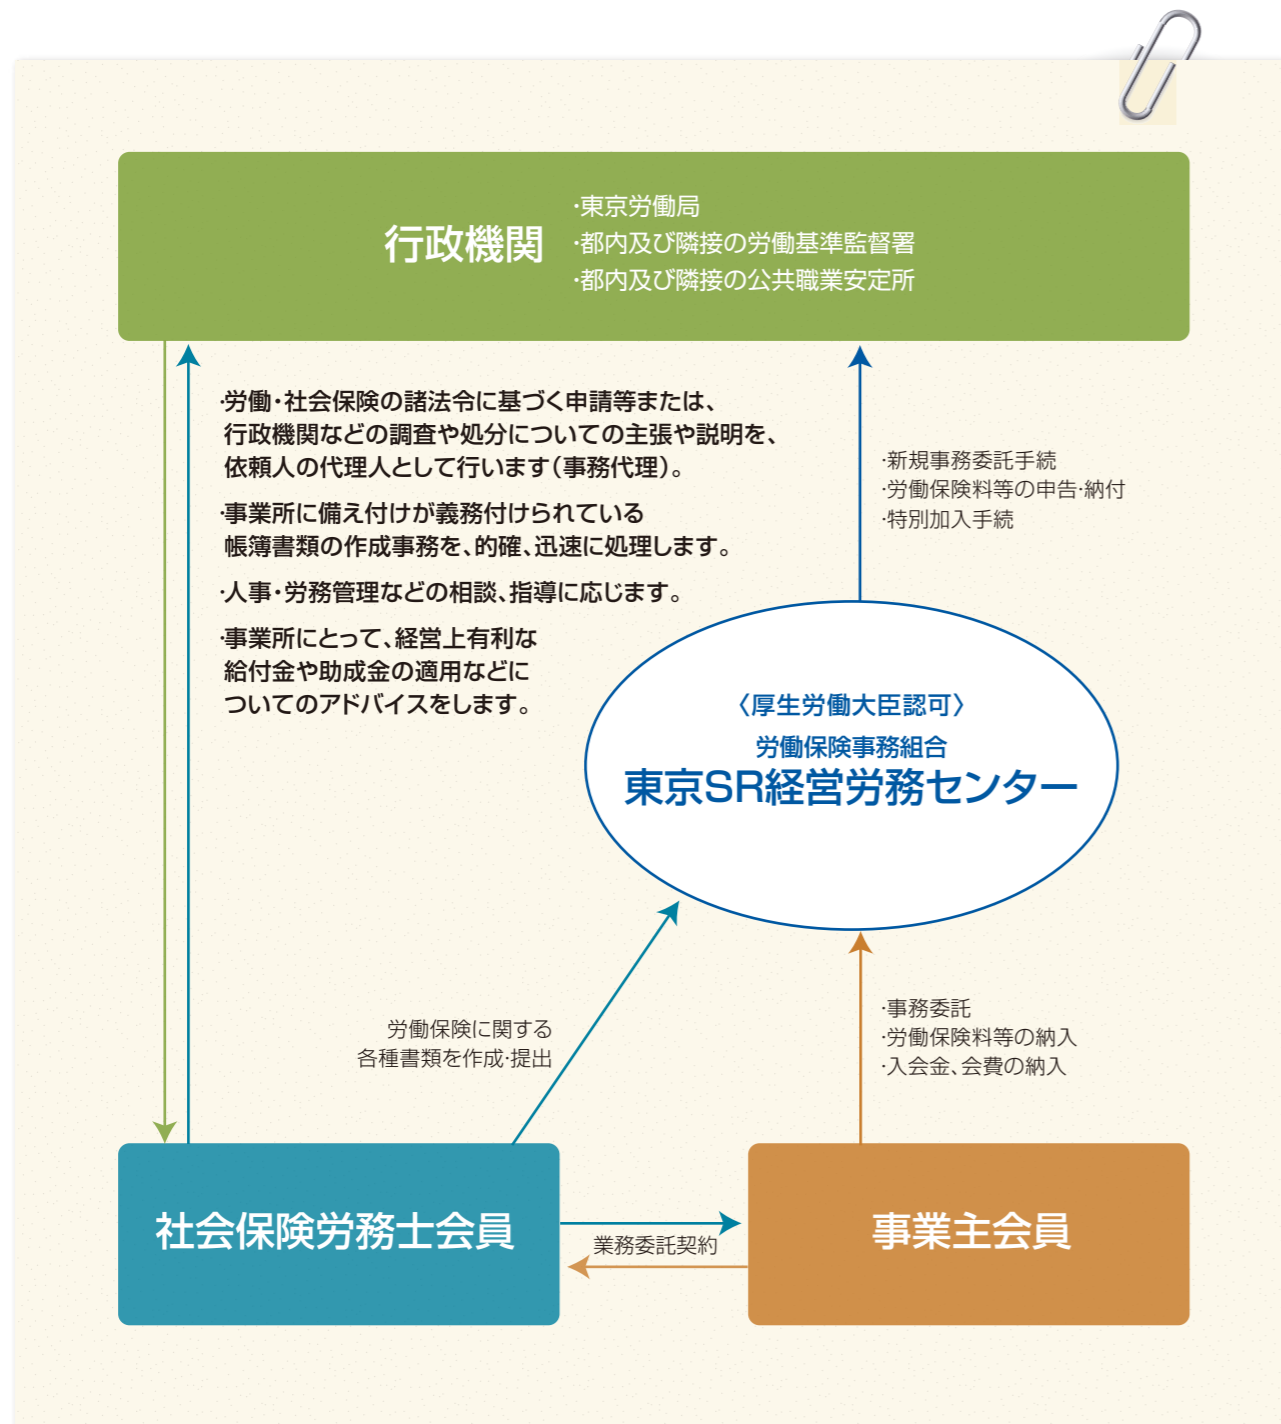 行政機関
·東京労働局
·都内及び隣接の労働基準監督署
·都内及び隣接の公共職業安定所
·労働・社会保険の諸法令に基づく申請等または、
行政機関などの調査や処分についての主張や説明を、
依頼人の代理人として行います（事務代理）。
·事業所に備え付けが義務付けられている
帳簿書類の作成事務を、的確、迅速に処理します。
·人事・労務管理などの相談、指導に応じます。
·事業所にとって、経営上有利な
給付金や助成金の適用などに
ついてのアドバイスをします。
·新規事務委託手続
·労働保険料等の申告·納付
·特別加入手続
〈厚生労働大臣認可〉
労働保険事務組合
東京SR経営労務センター
労働保険に関する
各種書類を作成·提出
·事務委託
·労働保険料等の納入
·入会金、会費の納入
社会保険労務士会員
業務委託契約
事業主会員